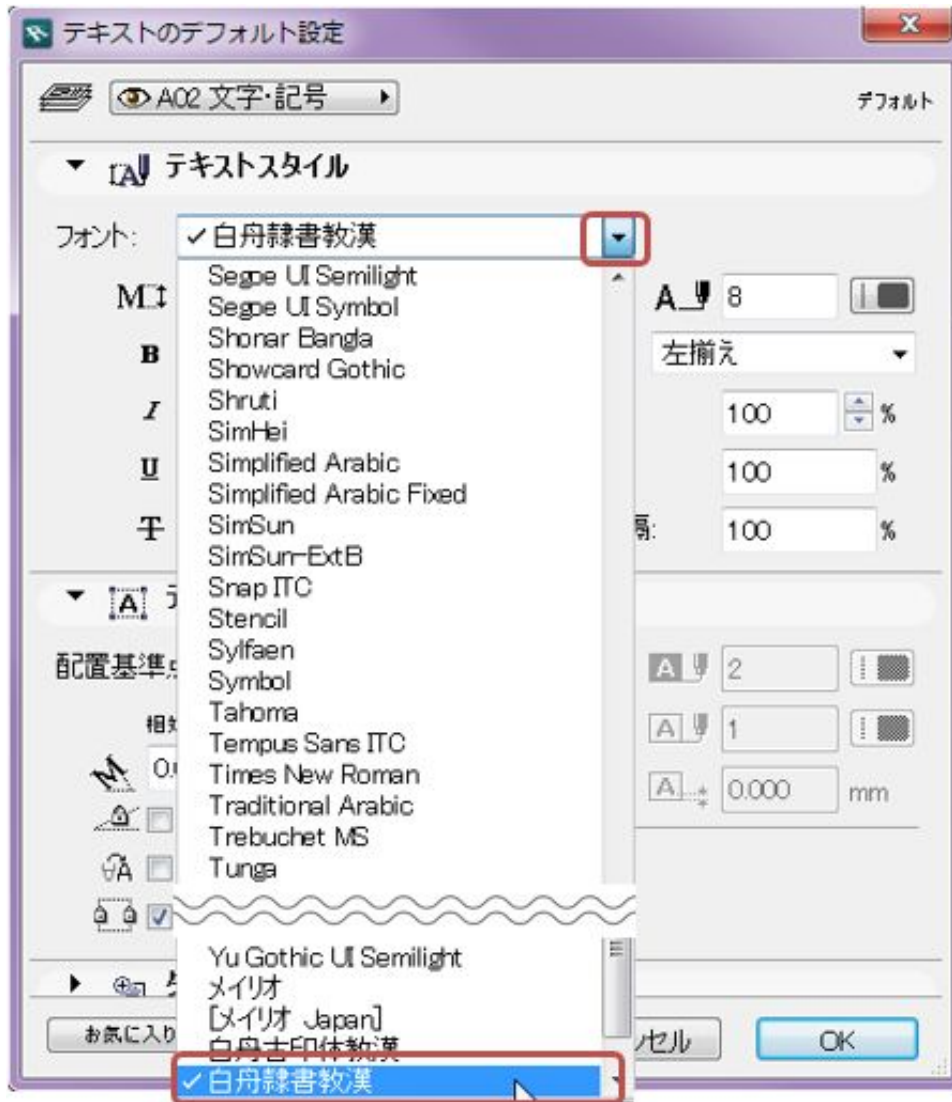 テキストのデフォルト設定
A02 文字・記号
デフォルト
テキストスタイル
フォント: ✓白舟隷書教漢
Segoe UI Semilight
Segoe UI Symbol
Shonar Bangla
Showcard Gothic
Shruti
SimHei
Simplified Arabic
Simplified Arabic Fixed
SimSun
SimSun-ExtB
Snap ITC
Stencil
Sylfaen
Symbol
Tahoma
Tempus Sans ITC
Times New Roman
Traditional Arabic
Trebuchet MS
Tunga
Yu Gothic UI Semilight
メイリオ
[メイリオ Japan]
白舟古印体教漢
✓白舟隷書教漢
M
B
I
U
T
A 8
左揃え
100 %
100 %
隔: 100 %
A
配置基準点
A 2
A 1
A 0.000 mm
お気に入り
ンセル
OK